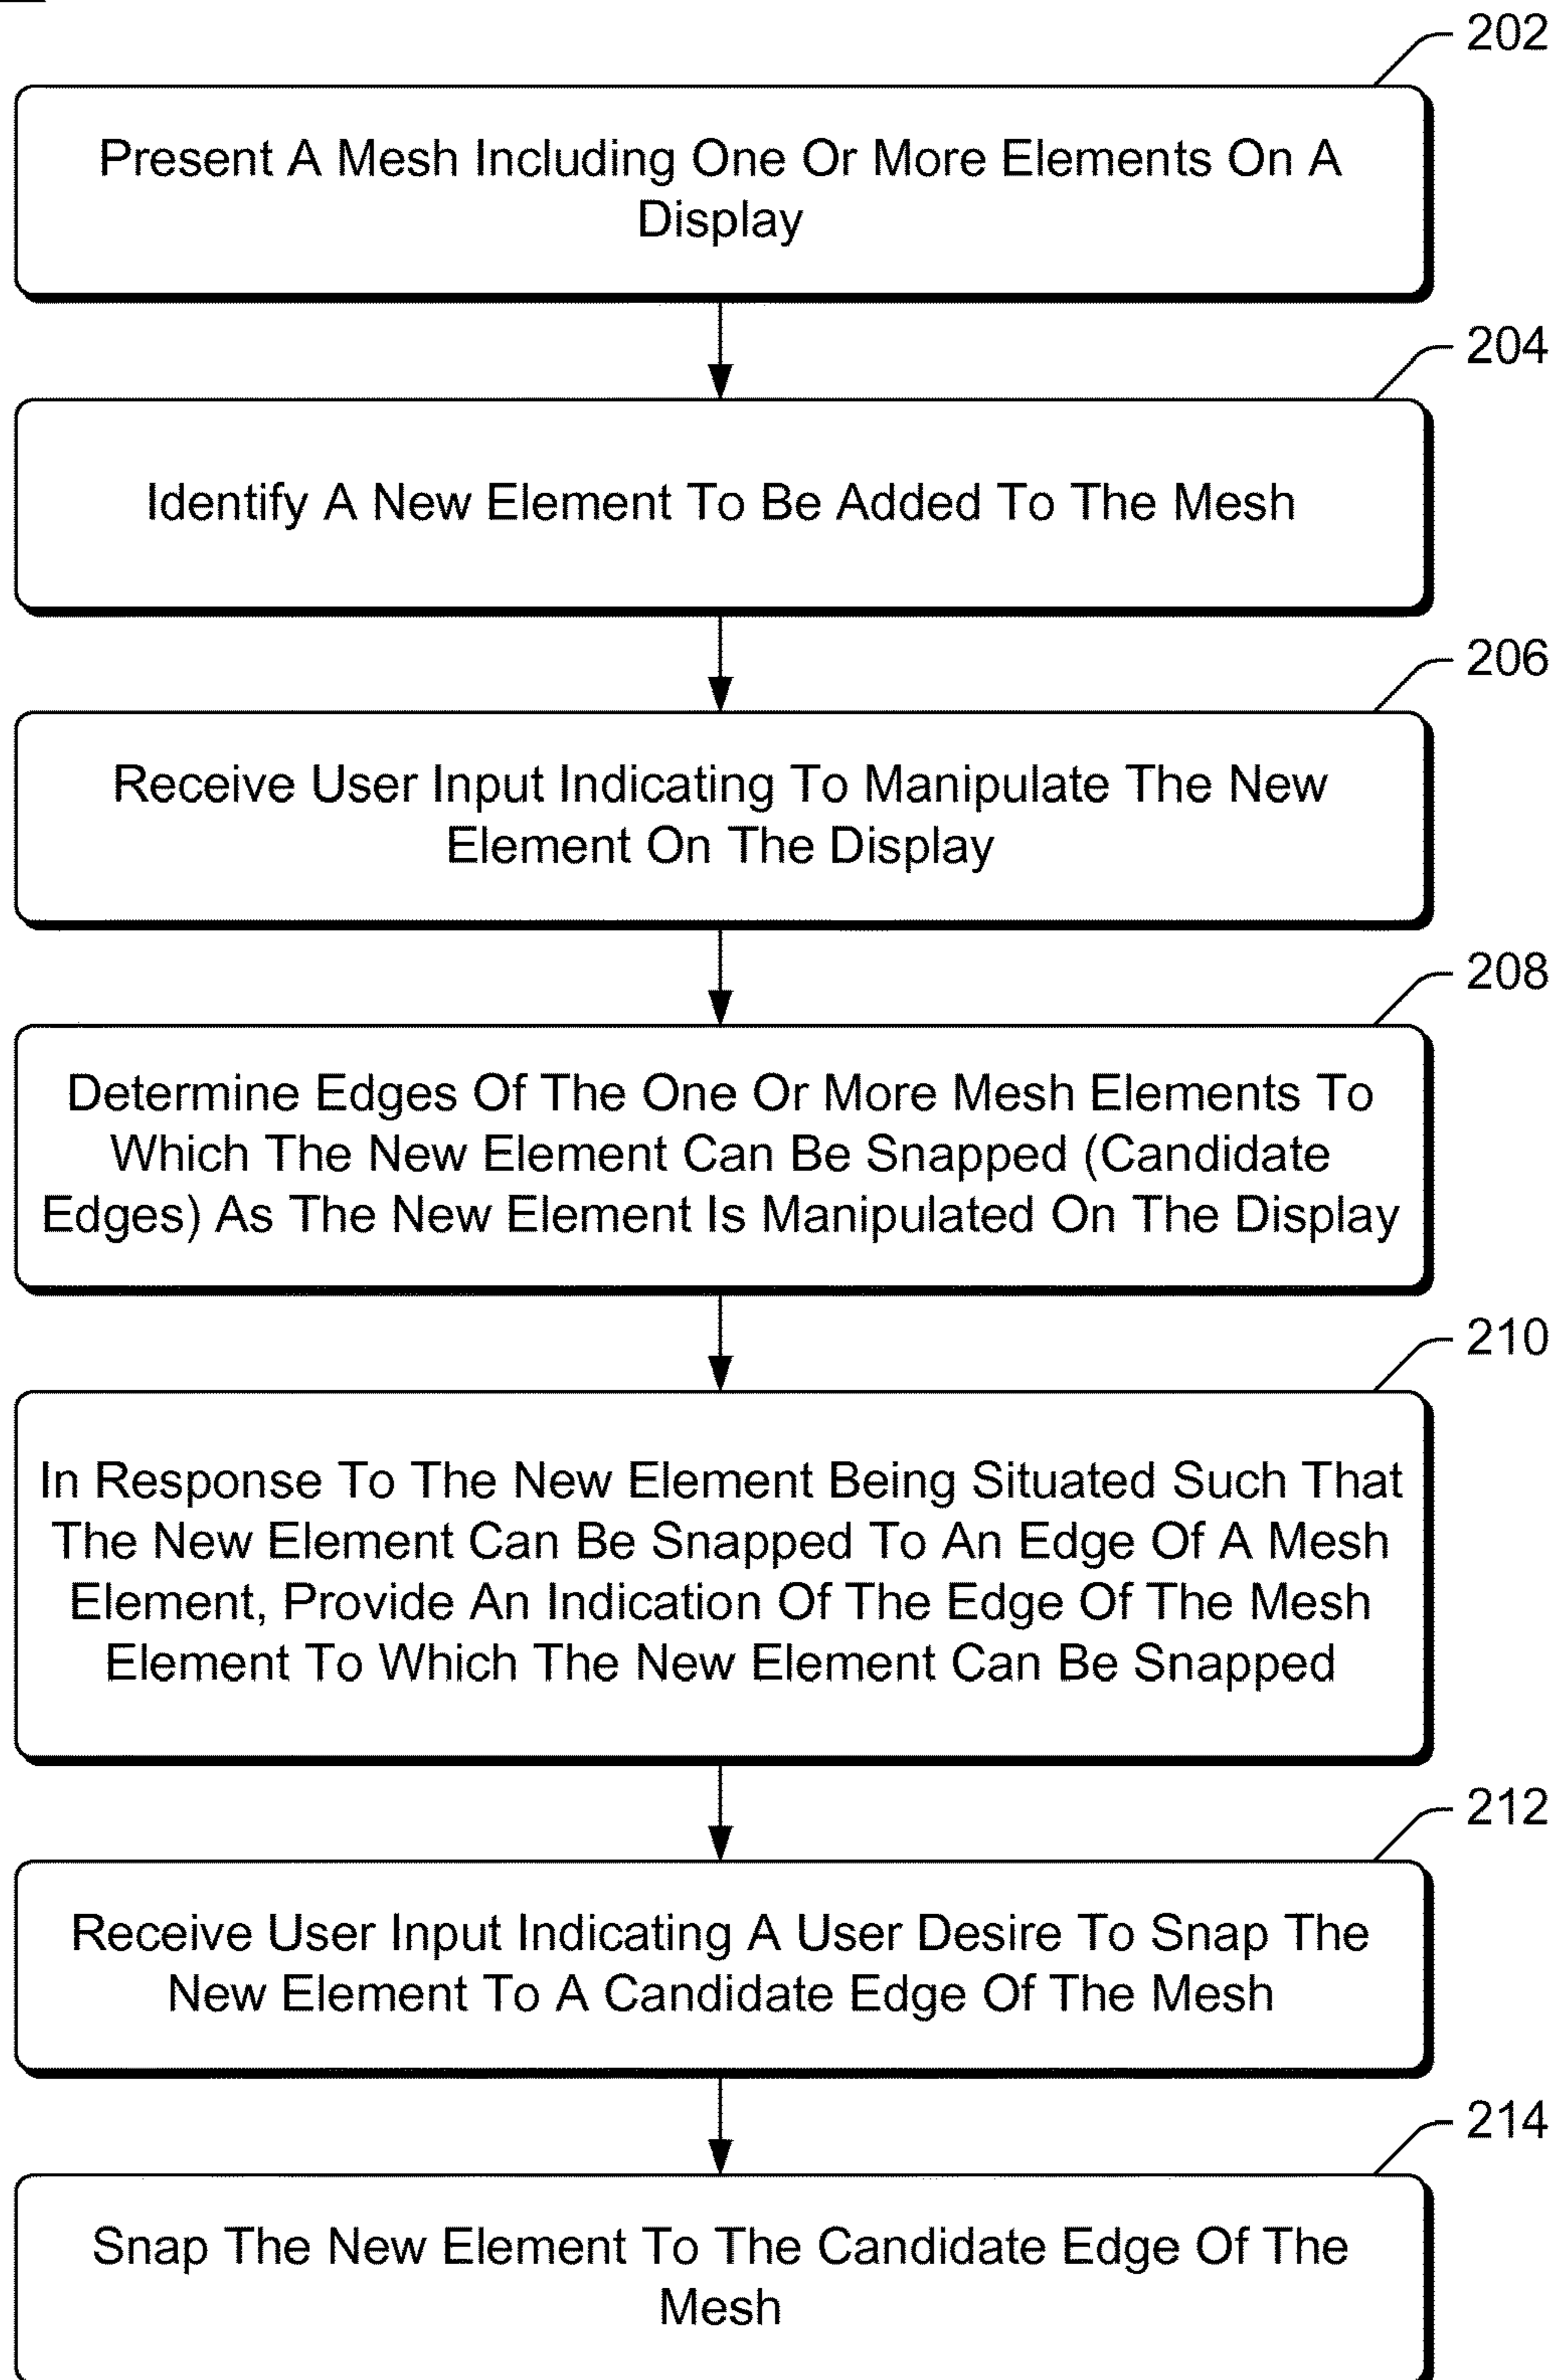 202
Present A Mesh Including One Or More Elements On A
Display
204
Identify A New Element To Be Added To The Mesh
206
Receive User Input Indicating To Manipulate The New
Element On The Display
208
Determine Edges Of The One Or More Mesh Elements To
Which The New Element Can Be Snapped (Candidate
Edges) As The New Element Is Manipulated On The Display
210
In Response To The New Element Being Situated Such That
The New Element Can Be Snapped To An Edge Of A Mesh
Element, Provide An Indication Of The Edge Of The Mesh
Element To Which The New Element Can Be Snapped
212
Receive User Input Indicating A User Desire To Snap The
New Element To A Candidate Edge Of The Mesh
214
Snap The New Element To The Candidate Edge Of The
Mesh